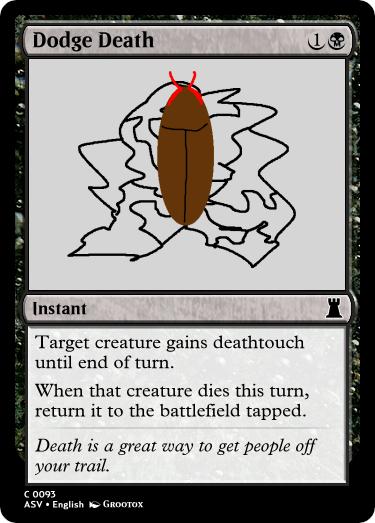 Dodge Death
1
Instant
Target creature gains deathtouch
until end of turn.
When that creature dies this turn,
return it to the battlefield tapped.
Death is a great way to get people off
your trail.
C 0093
ASV • English GROOTOX